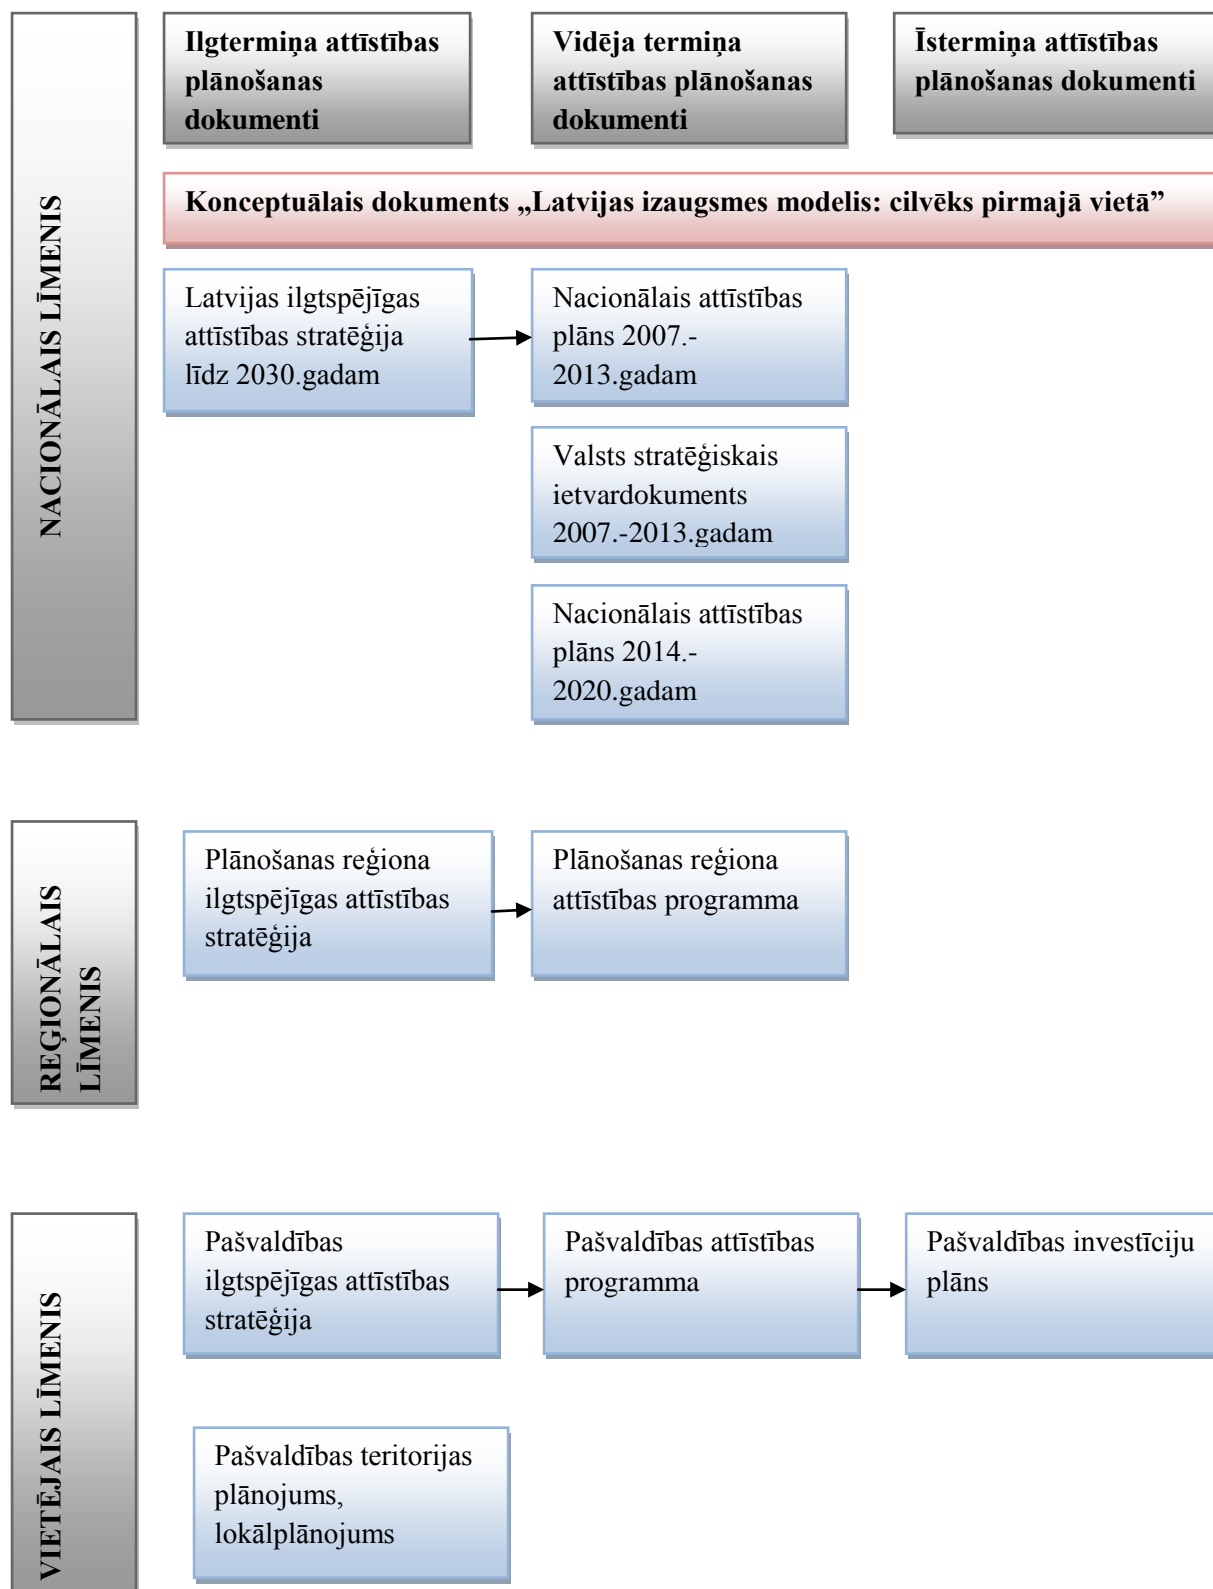 Ilgtermiņa attīstības
plānošanas
dokumenti
Vidēja termiņa
attīstības plānošanas
dokumenti
Īstermiņa attīstības
plānošanas dokumenti
NACIONĀLAIS LĪMENIS
Konceptuālais dokuments „Latvijas izaugsmes modelis: cilvēks pirmajā vietā”
Latvijas ilgtspējīgas
attīstības stratēģija
līdz 2030.gadam
Nacionālais attīstības
plāns 2007.-
2013.gadam
Valsts stratēģiskais
ietvardokuments
2007.-2013.gadam
Nacionālais attīstības
plāns 2014.-
2020.gadam
REĢIONĀLAIS
LĪMENIS
Plānošanas reģiona
ilgtspējīgas attīstības
stratēģija
Plānošanas reģiona
attīstības programma
VIETĒJAIS LĪMENIS
Pašvaldības
ilgtspējīgas attīstības
stratēģija
Pašvaldības attīstības
programma
Pašvaldības investīciju
plāns
Pašvaldības teritorijas
plānojums,
lokālplānojums